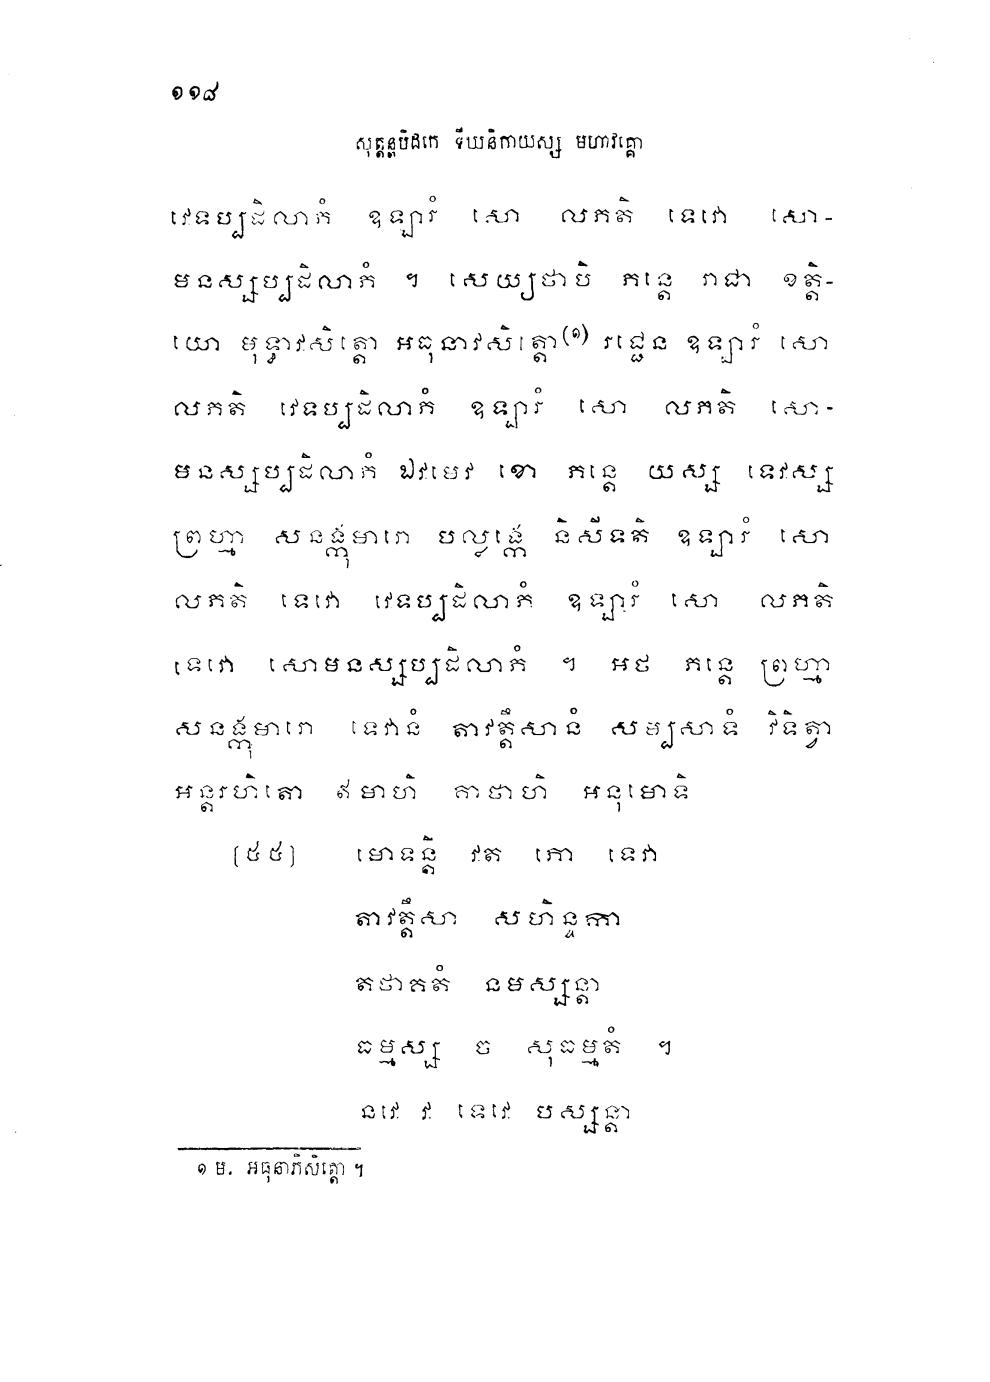 ១១៨
សុត្តន្តបិដកេ ទីឃនិកាយស្ស មហាវគ្គោ
វេទប្បដិលាភំ ឧឡ្បារំ សោ លភតិ ទេវោ សោ-
មនស្សប្បដិលាភំ ។ សេយ្យថាបិ ភន្តេ រាជា ខត្តិ-
យោ មុទ្ធាវសិត្តោ អធុនាវសិត្តោ(១) រជ្ជេន ឧឡ្បារំ សោ
លភតិ វេទប្បដិលាភំ ឧឡ្បារំ សោ លភតិ សោ-
មនស្សប្បដិលាភំ ឯវមេវ ខោ ភន្តេ យស្ស ទេវស្ស
ព្រហ្មា សនង្កុមារោ បល្លង្កេ និសីទតិ ឧឡ្បារំ សោ
លភតិ ទេវោ វេទប្បដិលាភំ ឧឡ្បារំ សោ លភតិ
ទេវោ សោមនស្សប្បដិលាភំ ។ អថ ភន្តេ ព្រហ្មា
សនង្កុមារោ ទេវានំ តាវត្តឹសានំ សម្បសាទំ វិទិត្វា
អន្តរហិតោ ឥមាហិ គាថាហិ អនុមោទិ
(៥៥) មោទន្តិ វត ភោ ទេវា
តាវត្តឹសា សហិន្ទកា
តថាគតំ នមស្សន្តា
ធម្មស្ស ច សុធម្មតំ ។
នវេ វ ទេវេ បស្សន្តា
១ ម. អធុនាភិសិត្តោ ។